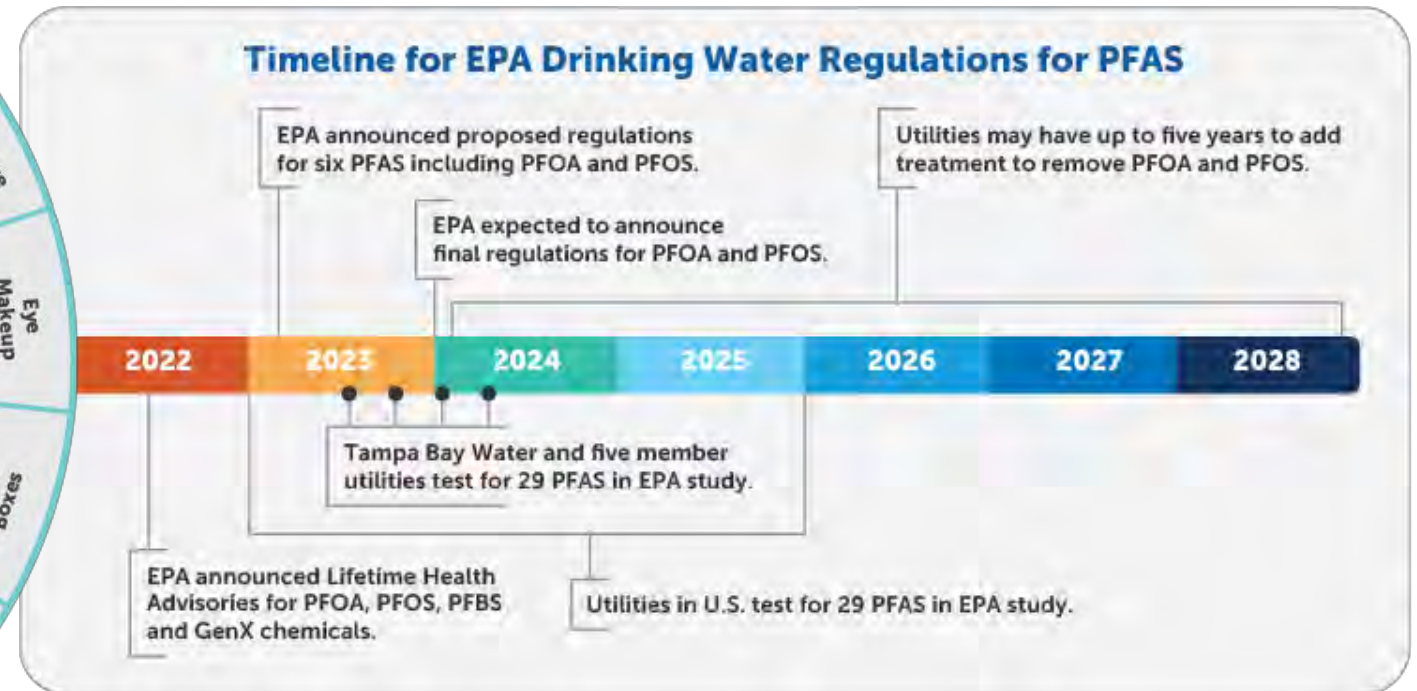 Timeline for EPA Drinking Water Regulations for PFAS
EPA announced proposed regulations
for six PFAS including PFOA and PFOS.
Utilities may have up to five years to add
treatment to remove PFOA and PFOS.
EPA expected to announce
final regulations for PFOA and PFOS.
Eye
Makeup
2022 2023 2024 2025 2026 2027 2028
Tampa Bay Water and five member
utilities test for 29 PFAS in EPA study.
EPA announced Lifetime Health
Advisories for PFOA, PFOS, PFBS
and GenX chemicals.
Utilities in U.S. test for 29 PFAS in EPA study.